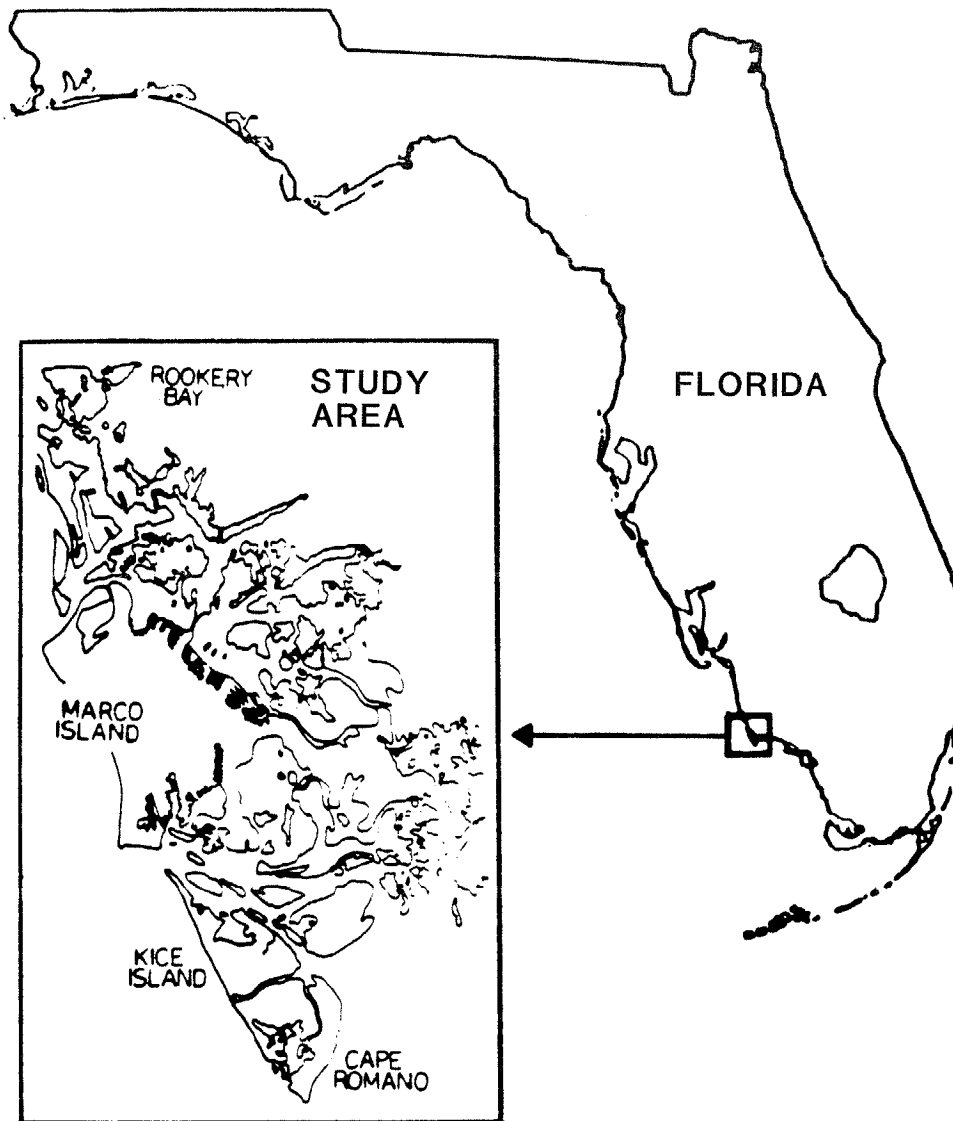 ROOKERY
BAY
STUDY
AREA
FLORIDA
MARCO
ISLAND
KICE
ISLAND
CAPE
ROMANO